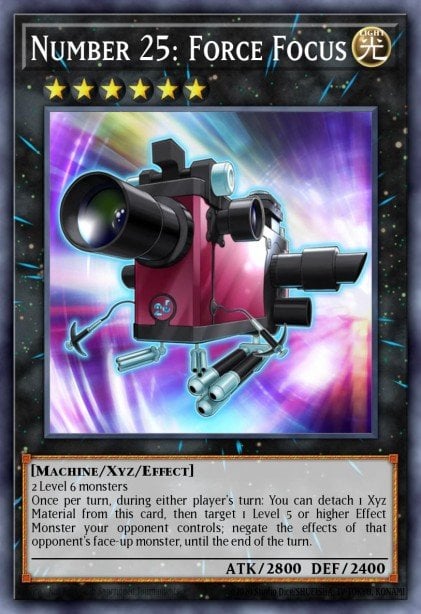 Number 25: Force Focus
LIGHT
光
[Machine/Xyz/Effect]
2 Level 6 monsters
Once per turn, during either player's turn: You can detach 1 Xyz
Material from this card, then target 1 Level 5 or higher Effect
Monster your opponent controls; negate the effects of that
opponent's face-up monster, until the end of the turn.
ATK/2800 DEF/2400